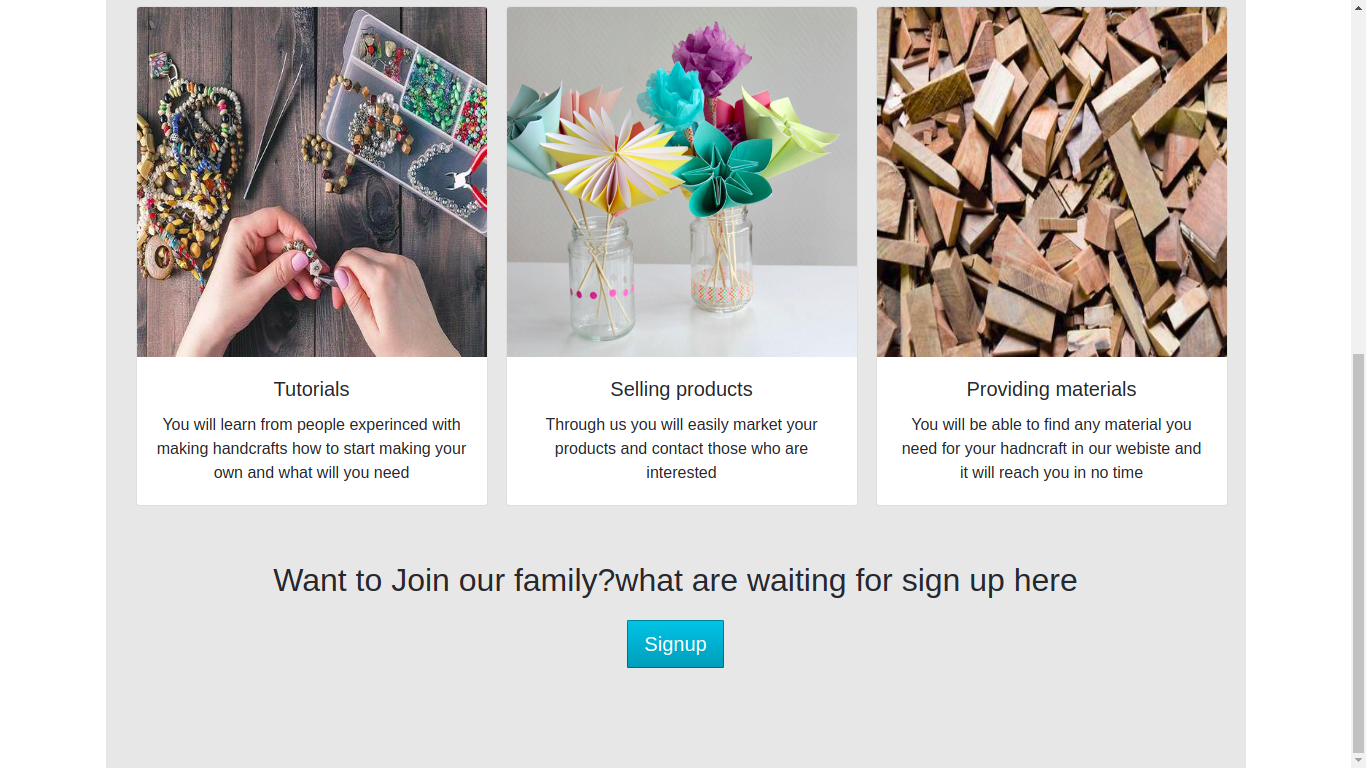 Tutorials
You will learn from people experinced with
making handcrafts how to start making your
own and what will you need
Selling products
Through us you will easily market your
products and contact those who are
interested
Providing materials
You will be able to find any material you
need for your hadncraft in our webiste and
it will reach you in no time
Want to Join our family?what are waiting for sign up here
Signup